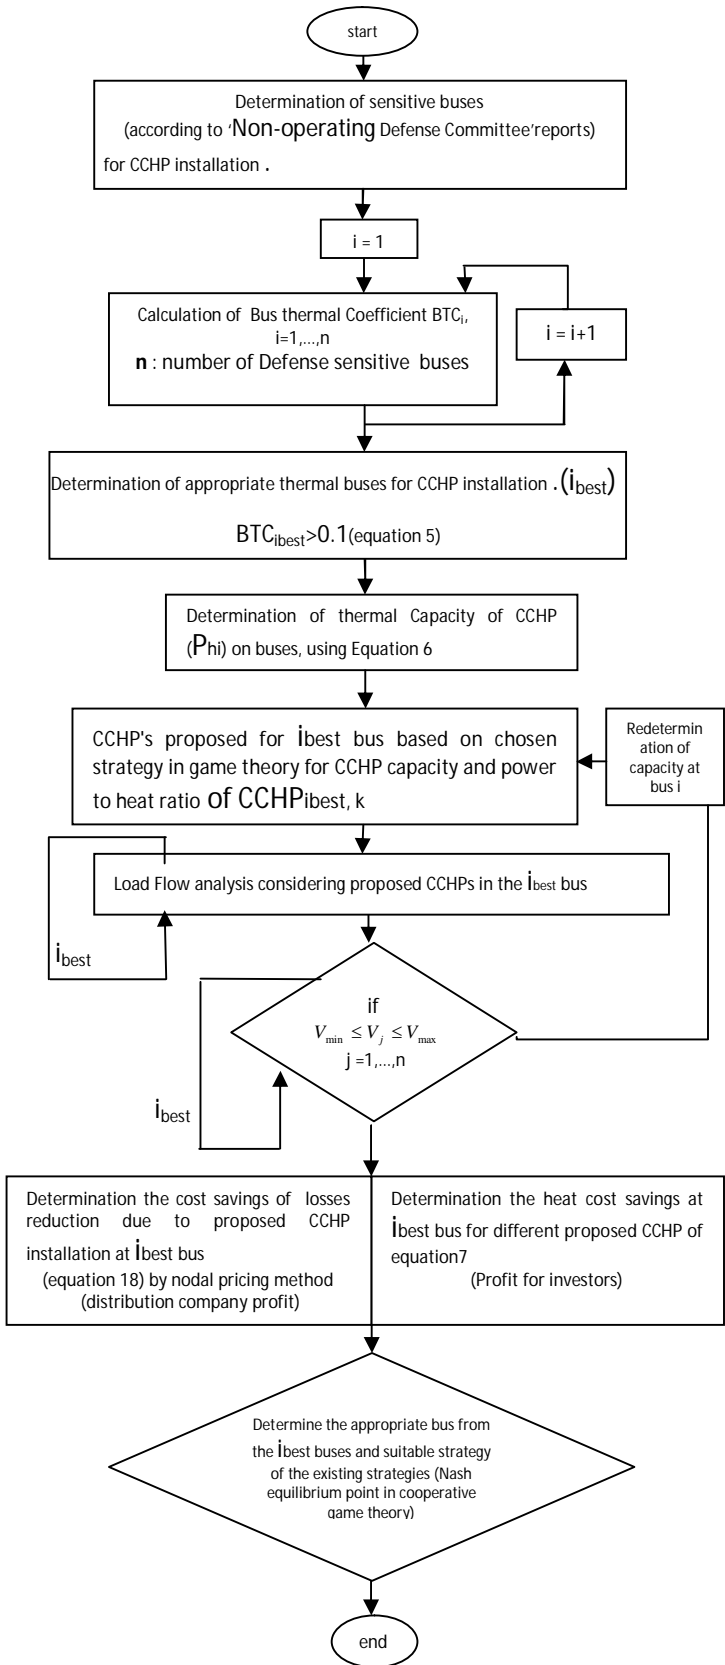 start
Determination of sensitive buses
(according to ‘Non-operating Defense Committee’reports)
for CCHP installation .
i = 1
Calculation of Bus thermal Coefficient BTCi,
i=1,...,n
n : number of Defense sensitive buses
i = i+1
Determination of appropriate thermal buses for CCHP installation .(ibest)
BTCibest>0.1(equation 5)
Determination of thermal Capacity of CCHP
(Phi) on buses, using Equation 6
CCHP's proposed for ibest bus based on chosen
strategy in game theory for CCHP capacity and power
to heat ratio of CCHPibest, k
Redetermin
ation of
capacity at
bus i
Load Flow analysis considering proposed CCHPs in the ibest bus
ibest
if
Vmin ≤ Vj ≤ Vmax
j =1,...,n
ibest
Determination the cost savings of losses
reduction due to proposed CCHP
installation at ibest bus
(equation 18) by nodal pricing method
(distribution company profit)
Determination the heat cost savings at
ibest bus for different proposed CCHP of
equation7
(Profit for investors)
Determine the appropriate bus from
the ibest buses and suitable strategy
of the existing strategies (Nash
equilibrium point in cooperative
game theory)
end